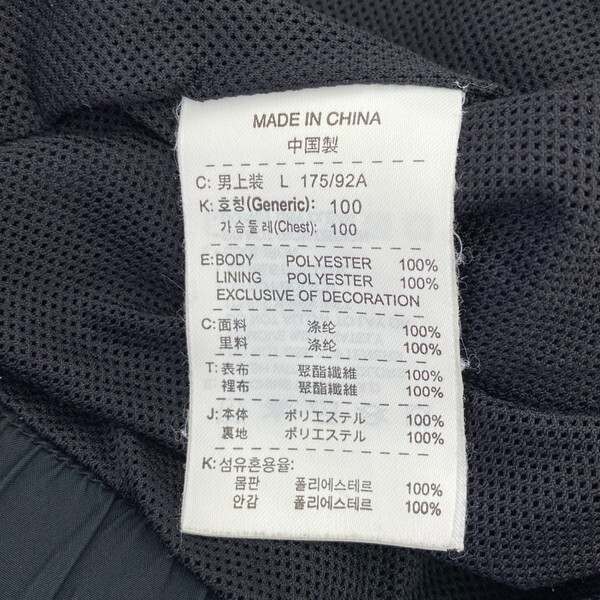 MADE IN CHINA
中国製
C: 男上装 L 175/92A
K: 호칭(Generic): 100
가슴둘레(Chest): 100
E: BODY POLYESTER 100%
LINING POLYESTER 100%
EXCLUSIVE OF DECORATION
C: 面料 涤纶 100%
里料 涤纶 100%
T: 表布 聚酯纖維 100%
裡布 聚酯纖維 100%
J: 本体 ポリエステル 100%
裏地 ポリエステル 100%
K: 섬유혼용율:
몸판 폴리에스테르 100%
안감 폴리에스테르 100%